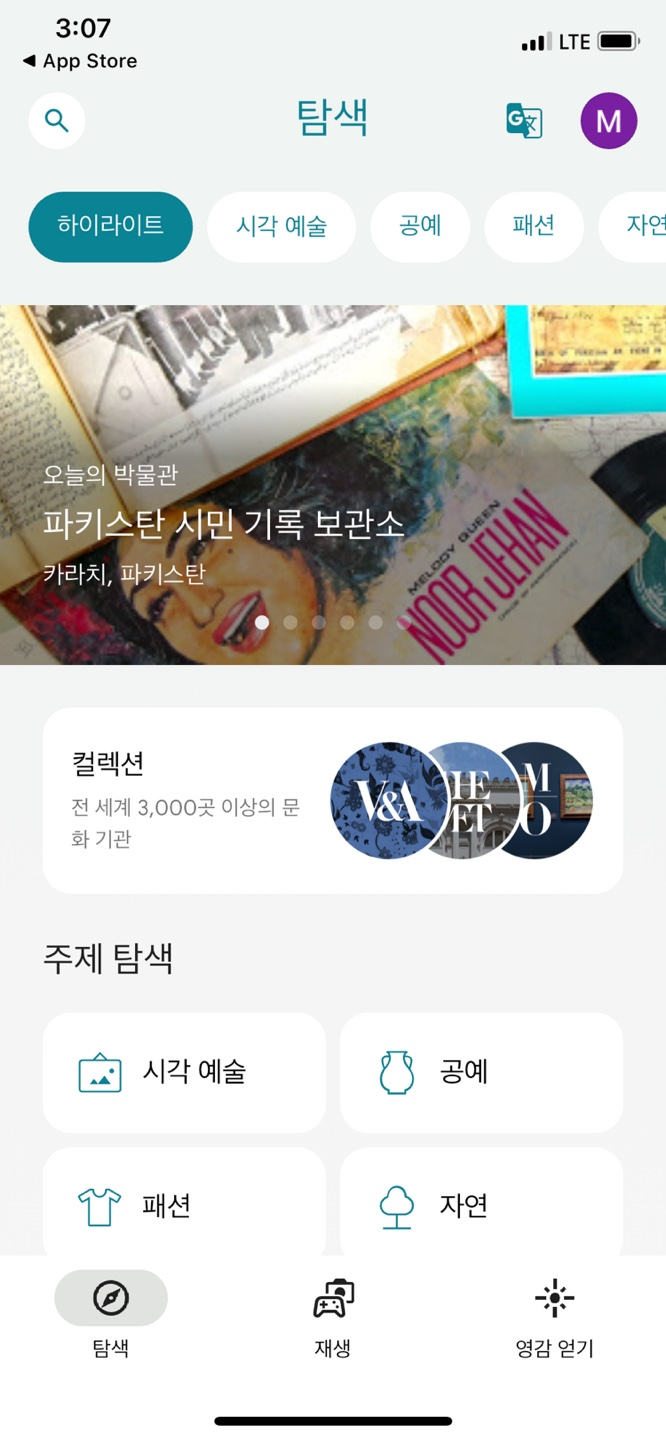 3:07
LTE
◀ App Store
탐색
G 文
M
하이라이트
시각 예술
공예
패션
자연
오늘의 박물관
파키스탄 시민 기록 보관소
카라치, 파키스탄
MELODY QUEEN
NOOR JEHAN
컬렉션
전 세계 3,000곳 이상의 문
화 기관
V&A
HE
ET
M
O
주제 탐색
시각 예술
공예
패션
자연
탐색
재생
영감 얻기